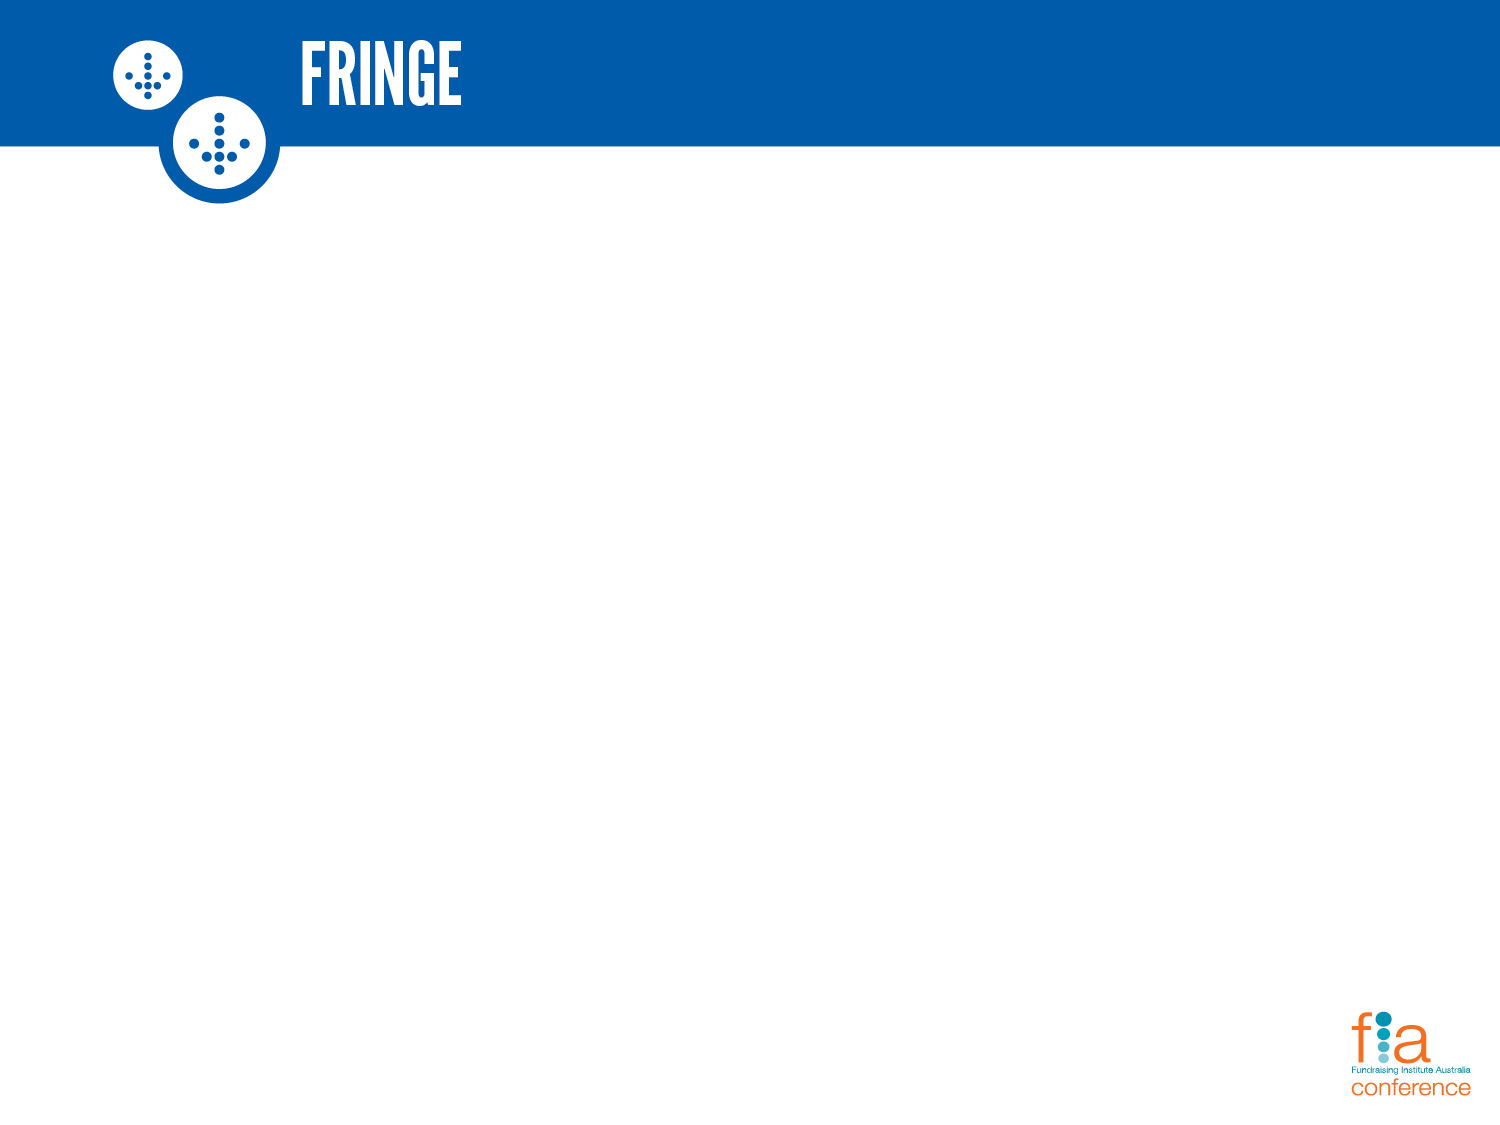 FRINGE
fia
Fundraising Institute Australia
conference